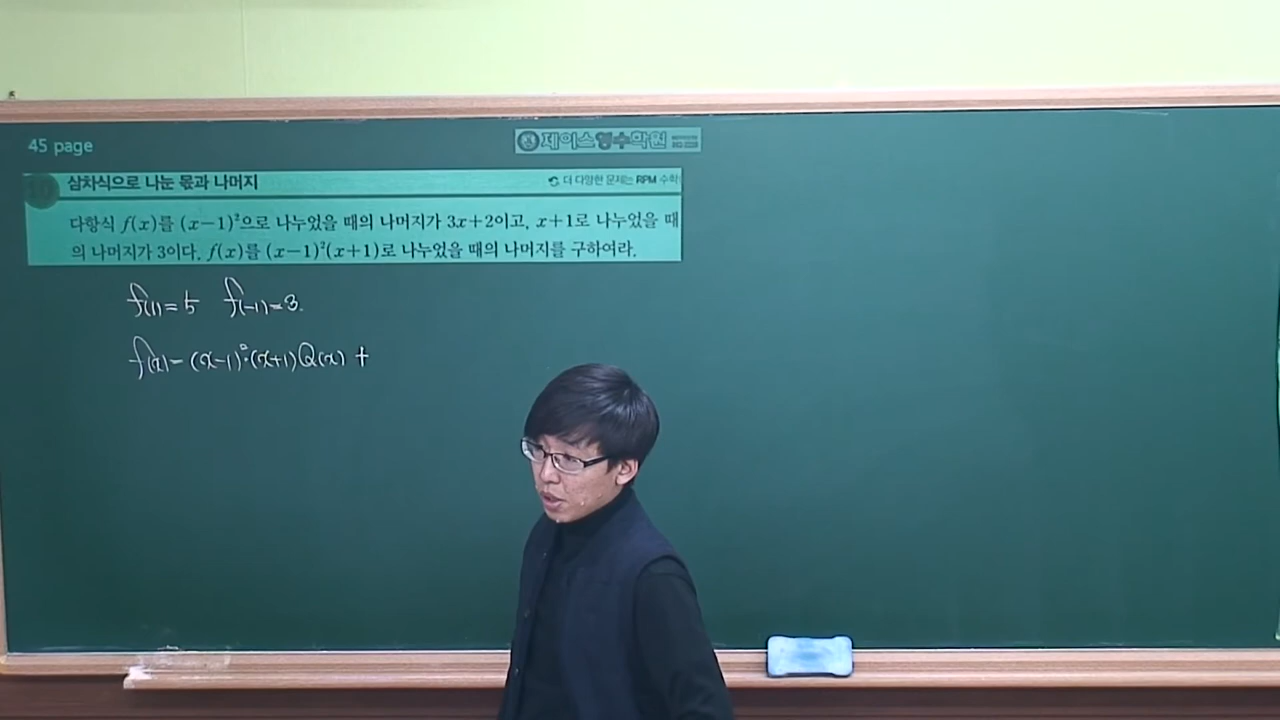 45 page
제이스영수학원
삼차식으로 나눈 몫과 나머지
더 다양한 문제는 RPM 수학
다항식 f(x)를 (x-1)²으로 나누었을 때의 나머지가 3x+2이고, x+1로 나누었을 때
의 나머지가 3이다. f(x)를 (x-1)²(x+1)로 나누었을 때의 나머지를 구하여라.
f(1)=5 f(-1)=3.
f(x)=(x-1)²·(x+1)Q(x) +